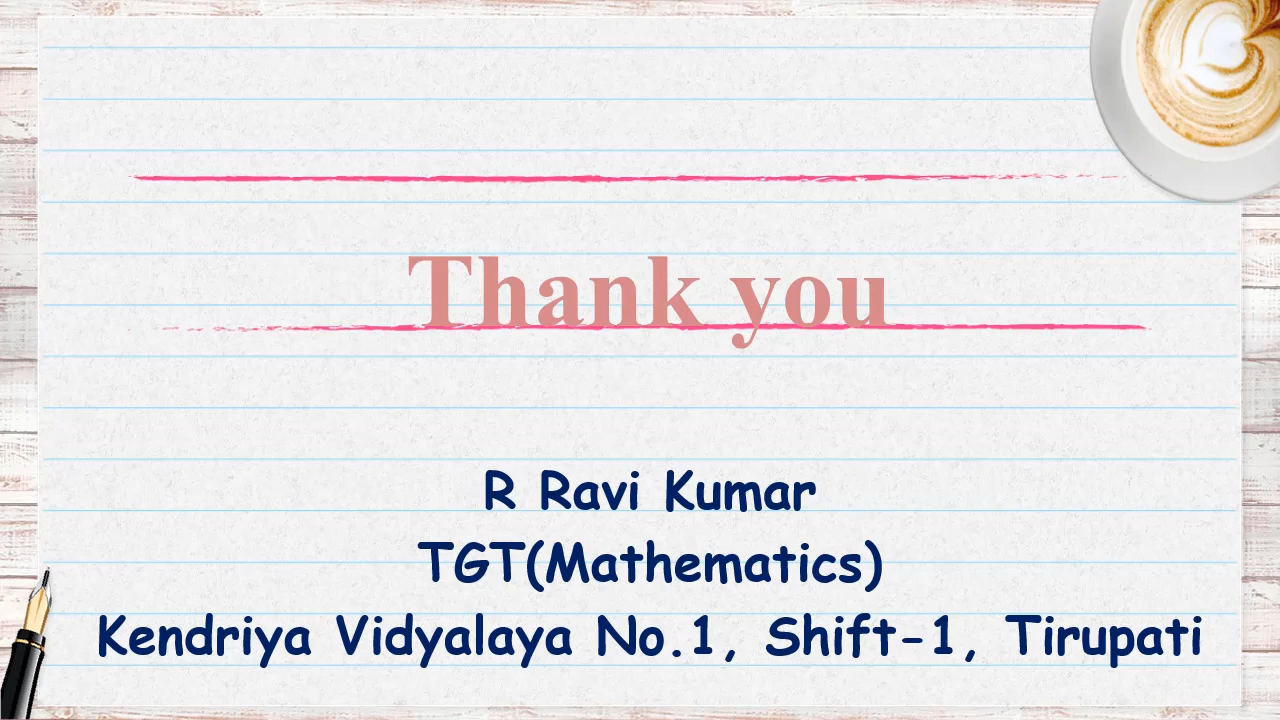 Thank you
R Ravi Kumar
TGT(Mathematics)
Kendriya Vidyalaya No.1, Shift-1, Tirupati